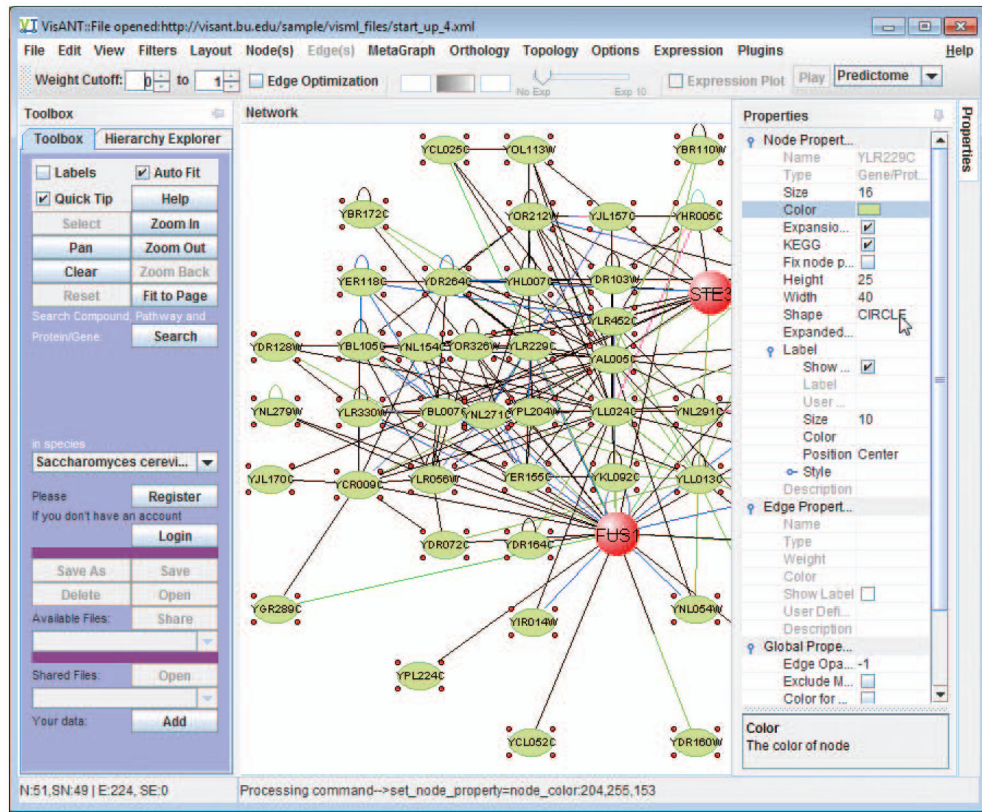 VisANT::File opened:http://visant.bu.edu/sample/visml_files/start_up_4.xml
File Edit View Filters Layout Node(s) Edge(s) MetaGraph Orthology Topology Options Expression Plugins Help
Weight Cutoff: 0 to 1 Edge Optimization No Exp Exp 10 Expression Plot Play Predictome
Toolbox
Toolbox Hierarchy Explorer
Labels Auto Fit
Quick Tip Help
Select Zoom In
Pan Zoom Out
Clear Zoom Back
Reset Fit to Page
Search Compound, Pathway and
Protein/Gene: Search
in species
Saccharomyces cerevi...
Please Register
If you don't have an account
Login
Save As Save
Delete Open
Available Files: Share
Shared Files: Open
Your data: Add
Network
YCL025C YOL113W YBR110W
YBR172C YOR212W YJL157C YHR005C
YER118C YDR264C YHL007C YDR103W STE3
YLR452C
YDR128W YBL105C YNL154C YOR326W YLR229C YAL005C
YNL279W YLR330W YBL007C YNL271C YPL204W YLL024C YNL291C
YJL170C YCR009C YLR056W YER155C YKL092C YLL013C
YDR072C YDR164C FUS1
YGR289C YIR014W YNL054W
YPL224C
YCL052C YDR160W
Properties
Properties
Node Propert...
Name YLR229C
Type Gene/Prot...
Size 16
Color
Expansio...
KEGG
Fix node p...
Height 25
Width 40
Shape CIRCLE
Expanded...
Label
Show ...
Label
User ...
Size 10
Color
Position Center
Style
Description
Edge Propert...
Name
Type
Weight
Color
Show Label
User Defi...
Description
Global Prope...
Edge Opa... -1
Exclude M...
Color for ...
Color
The color of node
N:51,SN:49 | E:224, SE:0
Processing command-->set_node_property=node_color:204,255,153